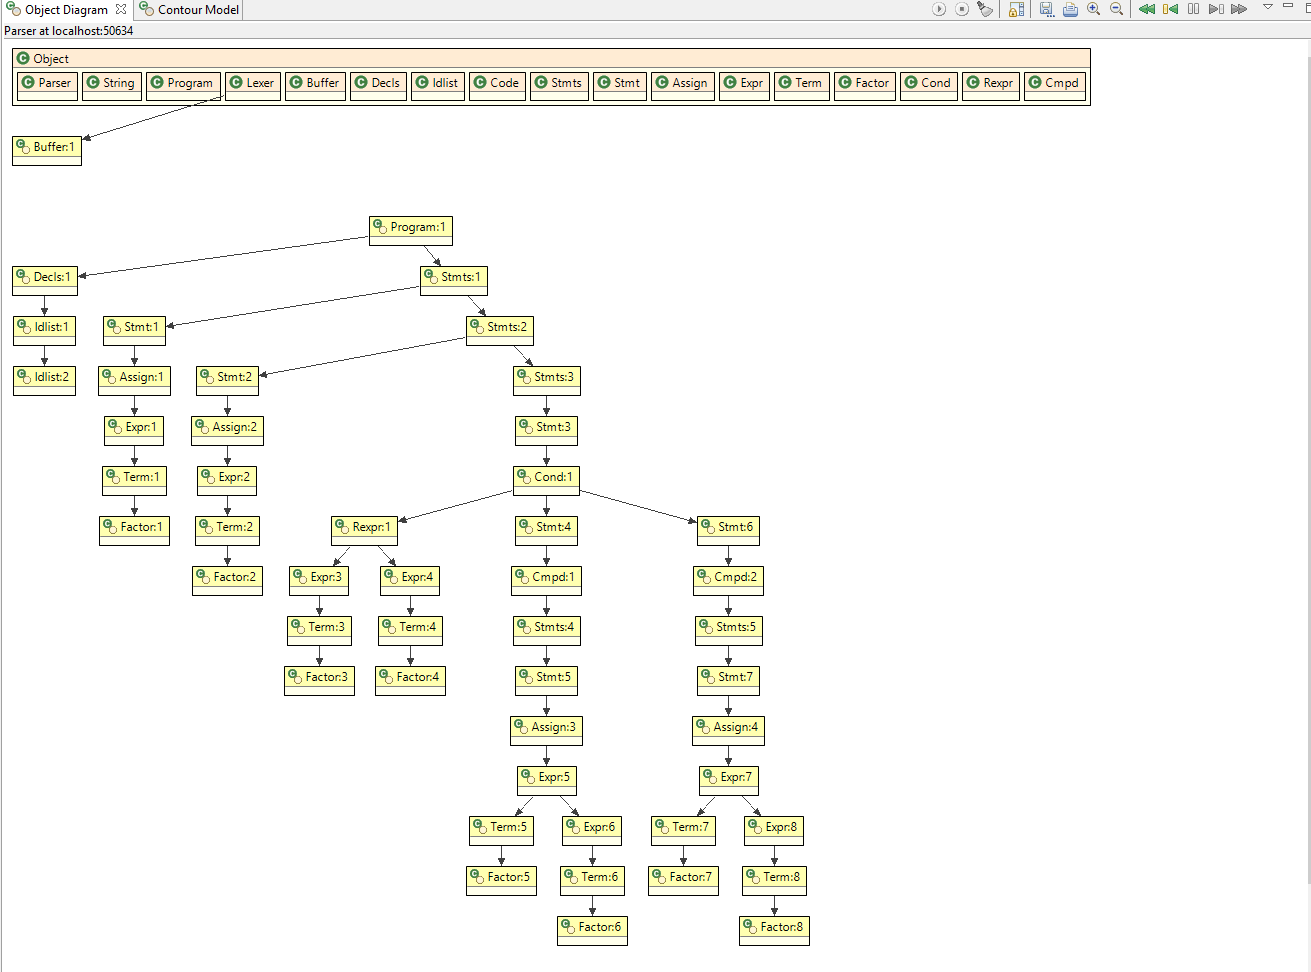 Object Diagram Contour Model
Parser at localhost:50634
Object
Parser String Program Lexer Buffer Decls Idlist Code Stmts Stmt Assign Expr Term Factor Cond Rexpr Cmpd
Buffer:1
Program:1
Decls:1 Stmts:1
Idlist:1 Stmt:1 Stmts:2
Idlist:2 Assign:1 Stmt:2 Stmts:3
Expr:1 Assign:2 Stmt:3
Term:1 Expr:2 Cond:1
Factor:1 Term:2 Rexpr:1 Stmt:4 Stmt:6
Factor:2 Expr:3 Expr:4 Cmpd:1 Cmpd:2
Term:3 Term:4 Stmts:4 Stmts:5
Factor:3 Factor:4 Stmt:5 Stmt:7
Assign:3 Assign:4
Expr:5 Expr:7
Term:5 Expr:6 Term:7 Expr:8
Factor:5 Term:6 Factor:7 Term:8
Factor:6 Factor:8